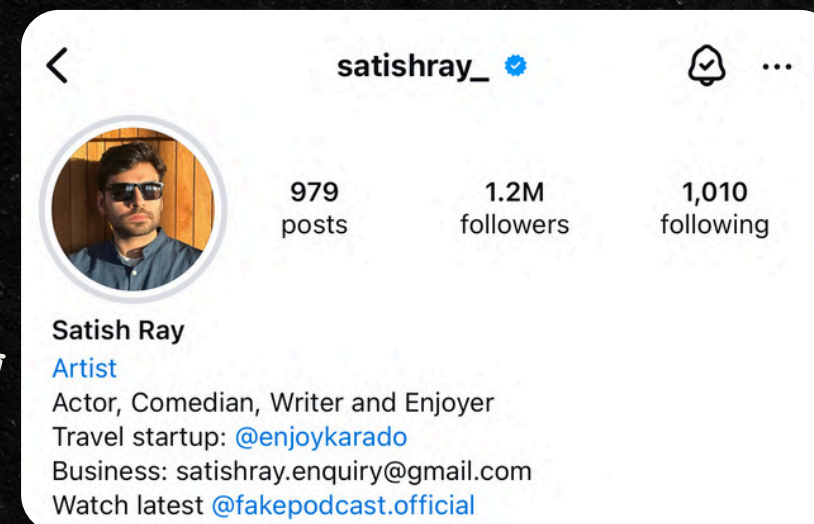 satishray_
979
1.2M
1,010
posts
followers
following
Satish Ray
Artist
Actor, Comedian, Writer and Enjoyer
Travel startup: @enjoykarado
Business: satishray.enquiry@gmail.com
Watch latest @fakepodcast.official